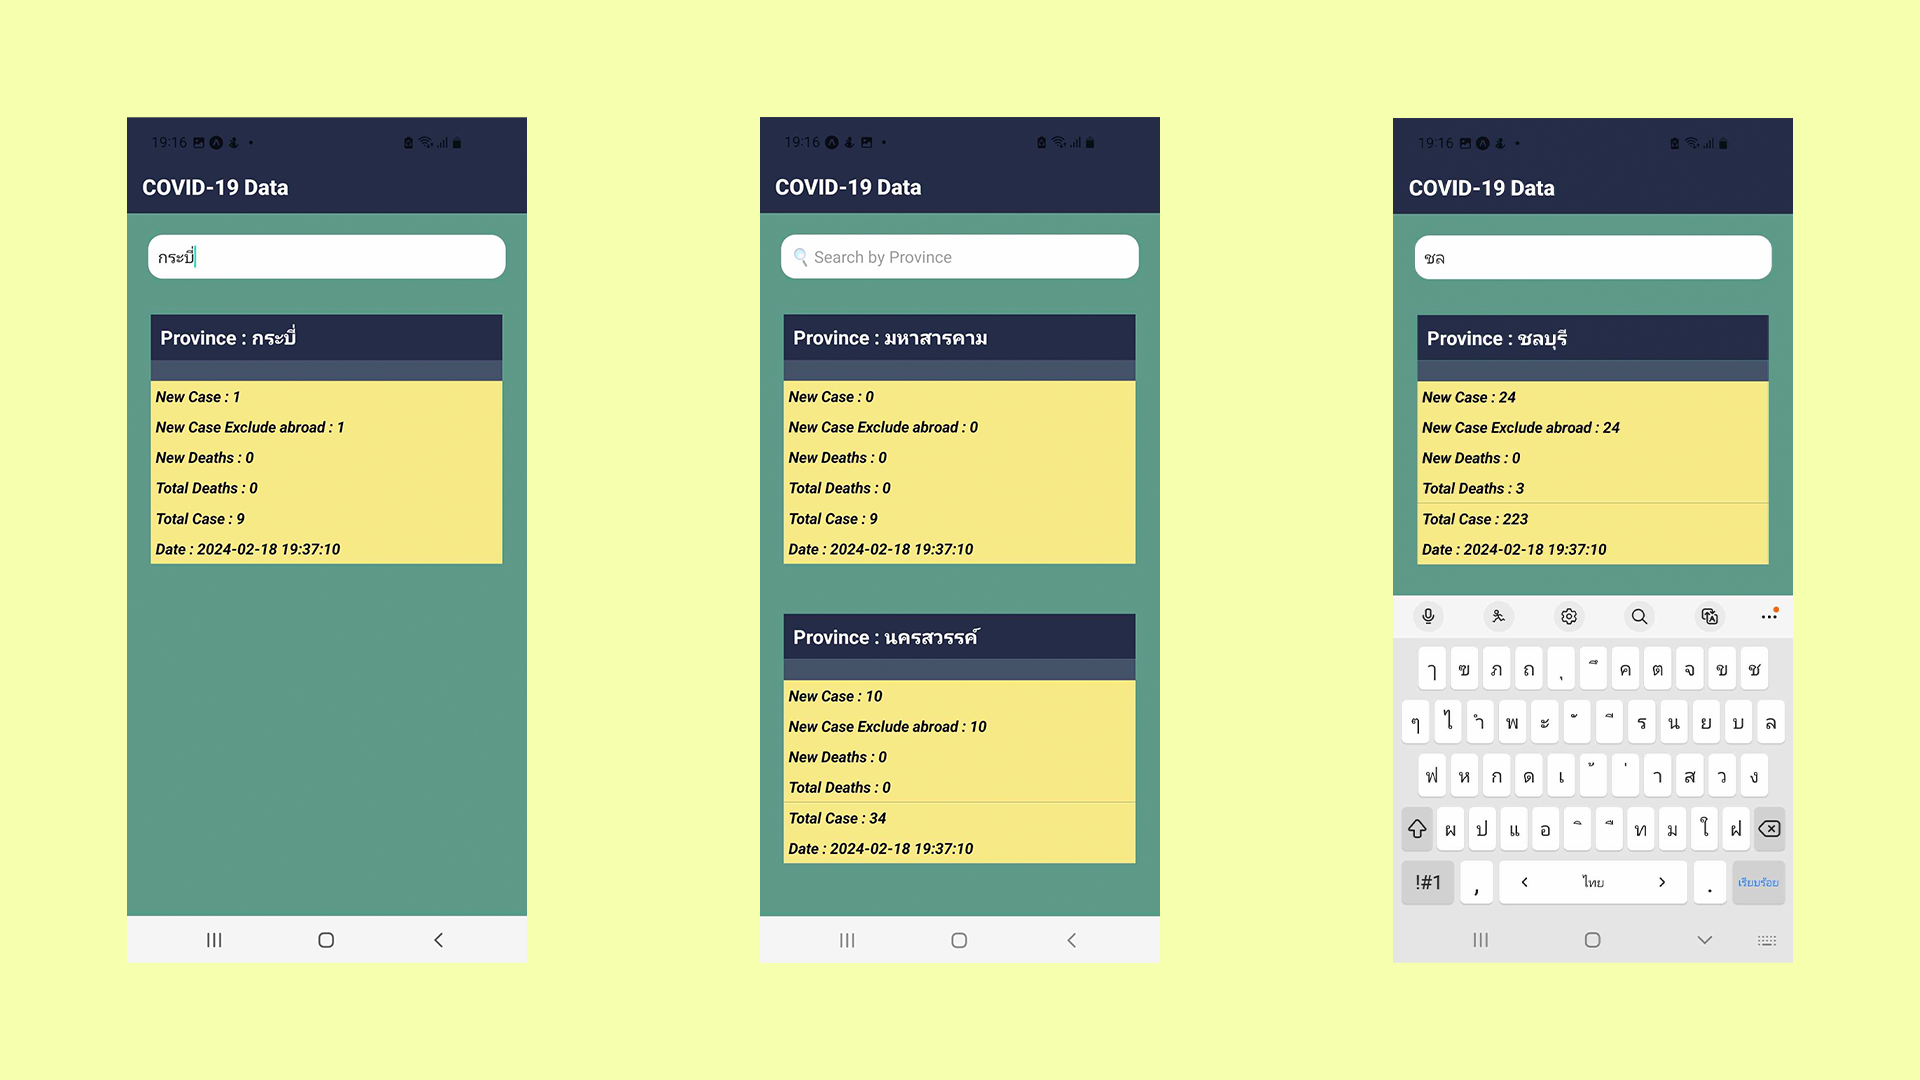 19:16
COVID-19 Data
กระบี่
Province : กระบี่
New Case : 1
New Case Exclude abroad : 1
New Deaths : 0
Total Deaths : 0
Total Case : 9
Date : 2024-02-18 19:37:10
19:16
COVID-19 Data
Search by Province
Province : มหาสารคาม
New Case : 0
New Case Exclude abroad : 0
New Deaths : 0
Total Deaths : 0
Total Case : 9
Date : 2024-02-18 19:37:10
Province : นครสวรรค์
New Case : 10
New Case Exclude abroad : 10
New Deaths : 0
Total Deaths : 0
Total Case : 34
Date : 2024-02-18 19:37:10
19:16
COVID-19 Data
ชล
Province : ชลบุรี
New Case : 24
New Case Exclude abroad : 24
New Deaths : 0
Total Deaths : 3
Total Case : 223
Date : 2024-02-18 19:37:10
ๅ ฃ ภ ถ ุ ึ ค ต จ ข ช
ๆ ไ ำ พ ะ ั ี ร น ย บ ล
ฟ ห ก ด เ ้ ่ า ส ว ง
ผ ป แ อ ิ ื ท ม ใ ฝ
!#1 , < ไทย > . เรียบร้อย